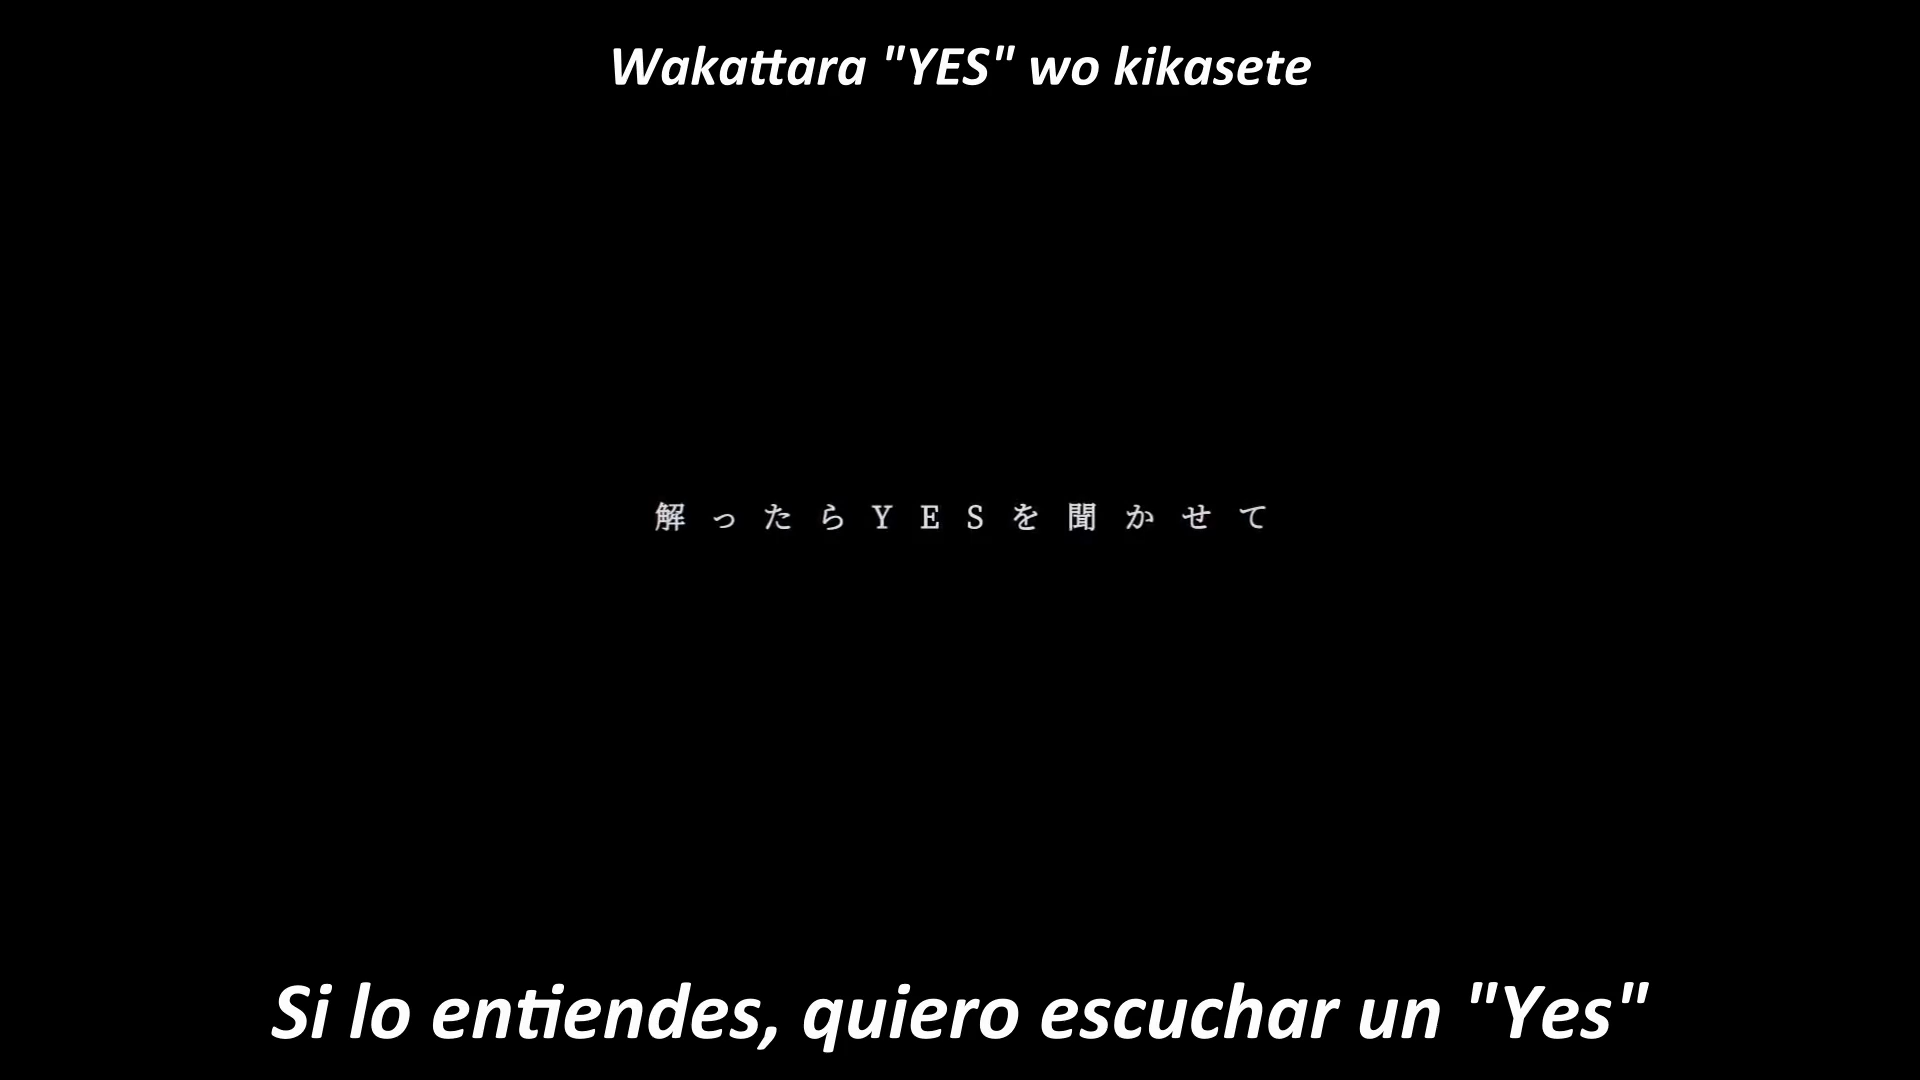 Wakattara "YES" wo kikasete
解ったらYESを聞かせて
Si lo entiendes, quiero escuchar un "Yes"